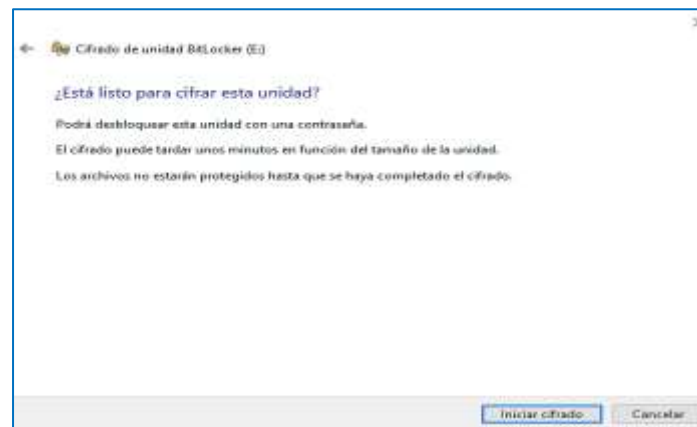 Cifrado de unidad BitLocker (E:)
¿Está listo para cifrar esta unidad?
Podrá desbloquear esta unidad con una contraseña.
El cifrado puede tardar unos minutos en función del tamaño de la unidad.
Los archivos no estarán protegidos hasta que se haya completado el cifrado.
Iniciar cifrado Cancelar